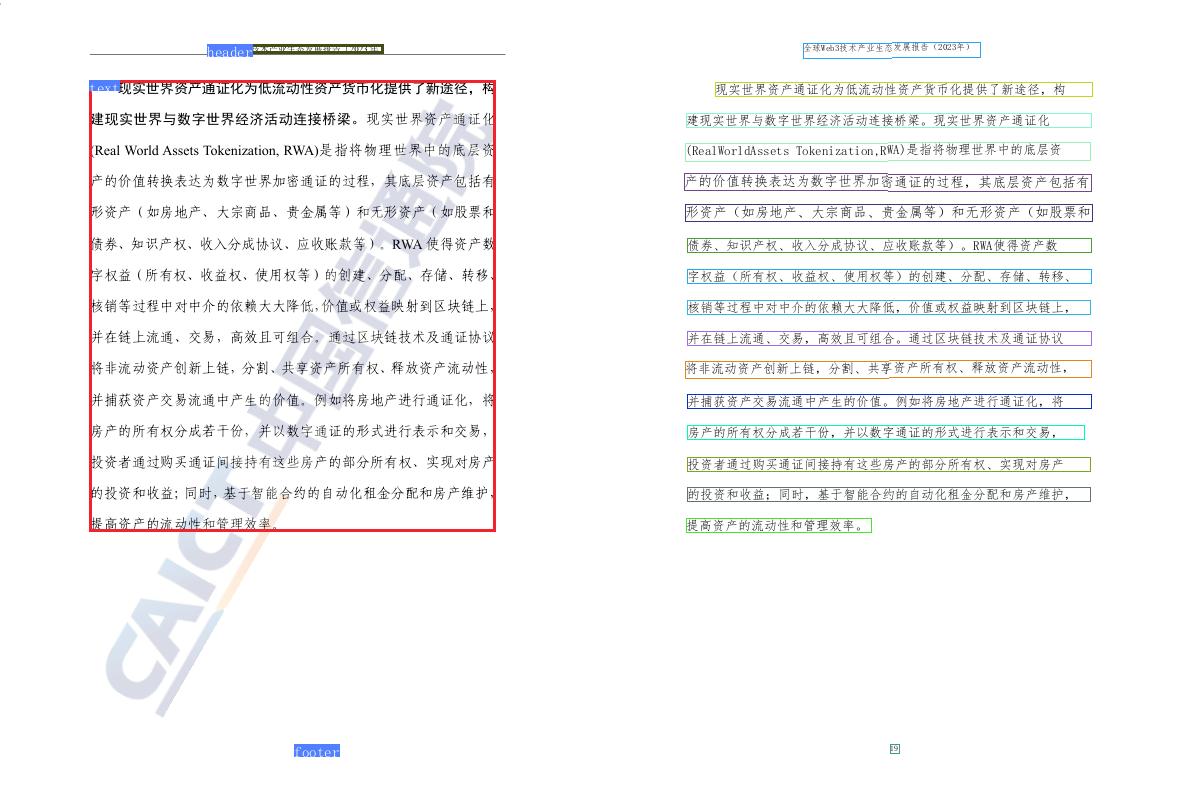 header
text现实世界资产通证化为低流动性资产货币化提供了新途径，构
建现实世界与数字世界经济活动连接桥梁。现实世界资产通证化
(Real World Assets Tokenization, RWA)是指将物理世界中的底层资
产的价值转换表达为数字世界加密通证的过程，其底层资产包括有
形资产（如房地产、大宗商品、贵金属等）和无形资产（如股票和
债券、知识产权、收入分成协议、应收账款等）。RWA 使得资产数
字权益（所有权、收益权、使用权等）的创建、分配、存储、转移、
核销等过程中对中介的依赖大大降低，价值或权益映射到区块链上，
并在链上流通、交易，高效且可组合。通过区块链技术及通证协议
将非流动资产创新上链，分割、共享资产所有权、释放资产流动性，
并捕获资产交易流通中产生的价值。例如将房地产进行通证化，将
房产的所有权分成若干份，并以数字通证的形式进行表示和交易，
投资者通过购买通证间接持有这些房产的部分所有权、实现对房产
的投资和收益；同时，基于智能合约的自动化租金分配和房产维护，
提高资产的流动性和管理效率。
CAICT 中国信通院
footer
全球Web3技术产业生态发展报告（2023年）
现实世界资产通证化为低流动性资产货币化提供了新途径，构
建现实世界与数字世界经济活动连接桥梁。现实世界资产通证化
(RealWorldAssets Tokenization,RWA)是指将物理世界中的底层资
产的价值转换表达为数字世界加密通证的过程，其底层资产包括有
形资产（如房地产、大宗商品、贵金属等）和无形资产（如股票和
债券、知识产权、收入分成协议、应收账款等）。RWA使得资产数
字权益（所有权、收益权、使用权等）的创建、分配、存储、转移、
核销等过程中对中介的依赖大大降低，价值或权益映射到区块链上，
并在链上流通、交易，高效且可组合。通过区块链技术及通证协议
将非流动资产创新上链，分割、共享资产所有权、释放资产流动性，
并捕获资产交易流通中产生的价值。例如将房地产进行通证化，将
房产的所有权分成若干份，并以数字通证的形式进行表示和交易，
投资者通过购买通证间接持有这些房产的部分所有权、实现对房产
的投资和收益；同时，基于智能合约的自动化租金分配和房产维护，
提高资产的流动性和管理效率。
19